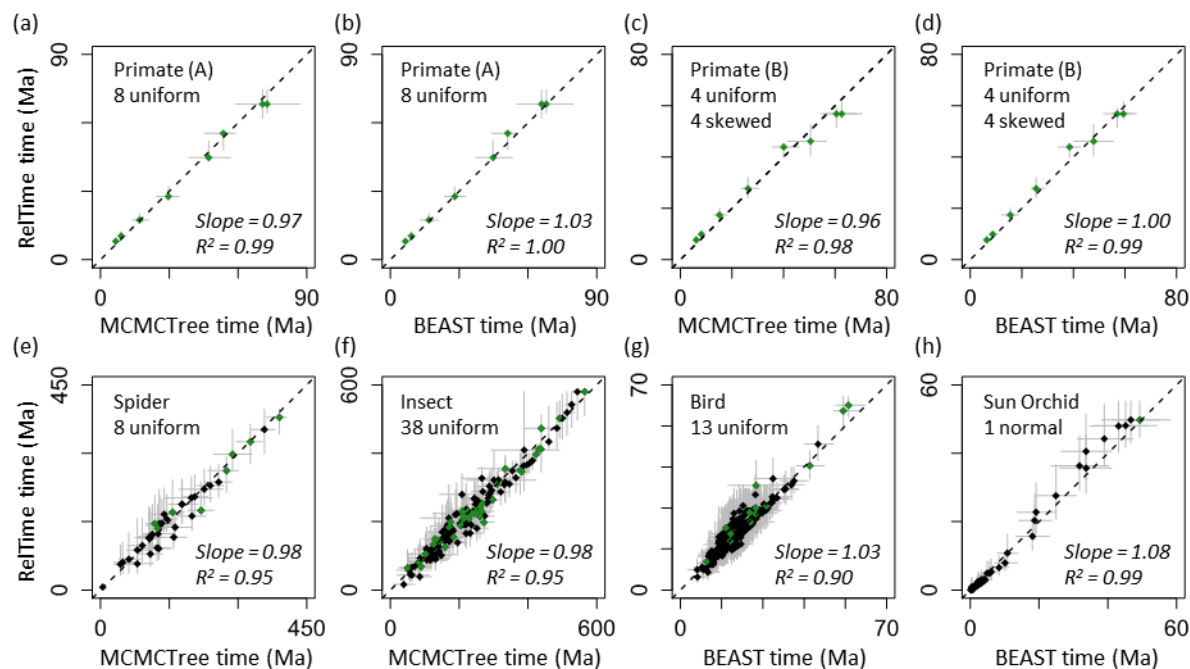 (a)
(b)
(c)
(d)
RelTime time (Ma)
90
0
Primate (A)
8 uniform
Slope = 0.97
R² = 0.99
0
90
MCMCTree time (Ma)
90
0
Primate (A)
8 uniform
Slope = 1.03
R² = 1.00
0
90
BEAST time (Ma)
80
0
Primate (B)
4 uniform
4 skewed
Slope = 0.96
R² = 0.98
0
80
MCMCTree time (Ma)
80
0
Primate (B)
4 uniform
4 skewed
Slope = 1.00
R² = 0.99
0
80
BEAST time (Ma)
(e)
(f)
(g)
(h)
RelTime time (Ma)
450
0
Spider
8 uniform
Slope = 0.98
R² = 0.95
0
450
MCMCTree time (Ma)
600
0
Insect
38 uniform
Slope = 0.98
R² = 0.95
0
600
MCMCTree time (Ma)
70
0
Bird
13 uniform
Slope = 1.03
R² = 0.90
0
70
BEAST time (Ma)
60
0
Sun Orchid
1 normal
Slope = 1.08
R² = 0.99
0
60
BEAST time (Ma)